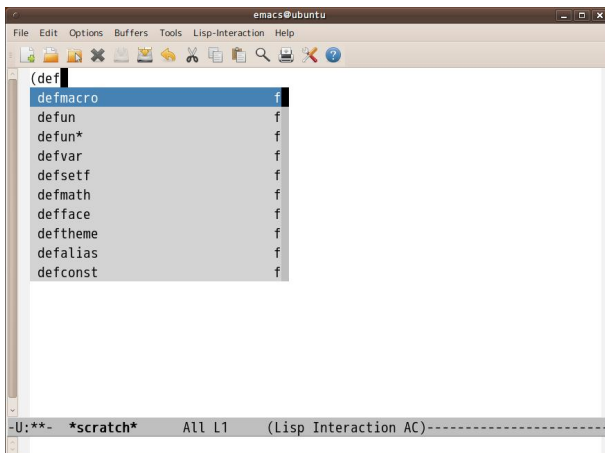 emacs@ubuntu
File Edit Options Buffers Tools Lisp-Interaction Help
(def
defmacro f
defun f
defun* f
defvar f
defsetf f
defmath f
defface f
deftheme f
defalias f
defconst f
-U:**- *scratch* All L1 (Lisp Interaction AC)-----------------------